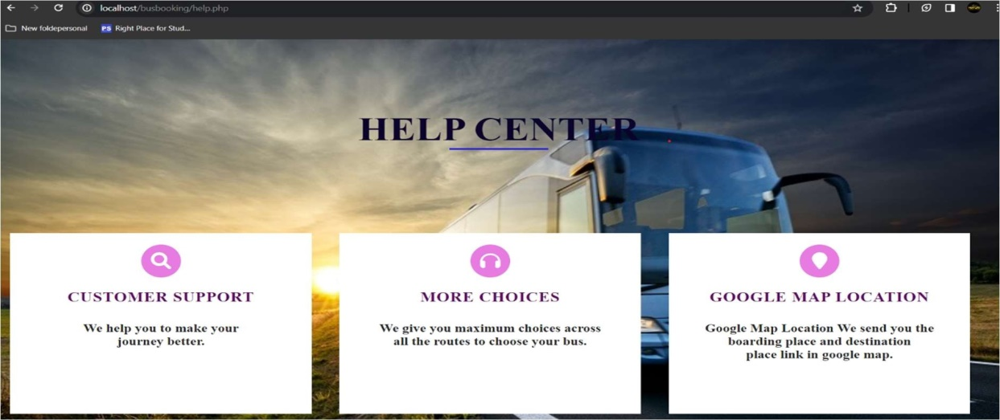 localhost/busbooking/help.php
New foldepersonal
PS Right Place for Stud...
HELP CENTER
CUSTOMER SUPPORT
We help you to make your
journey better.
MORE CHOICES
We give you maximum choices across
all the routes to choose your bus.
GOOGLE MAP LOCATION
Google Map Location We send you the
boarding place and destination
place link in google map.